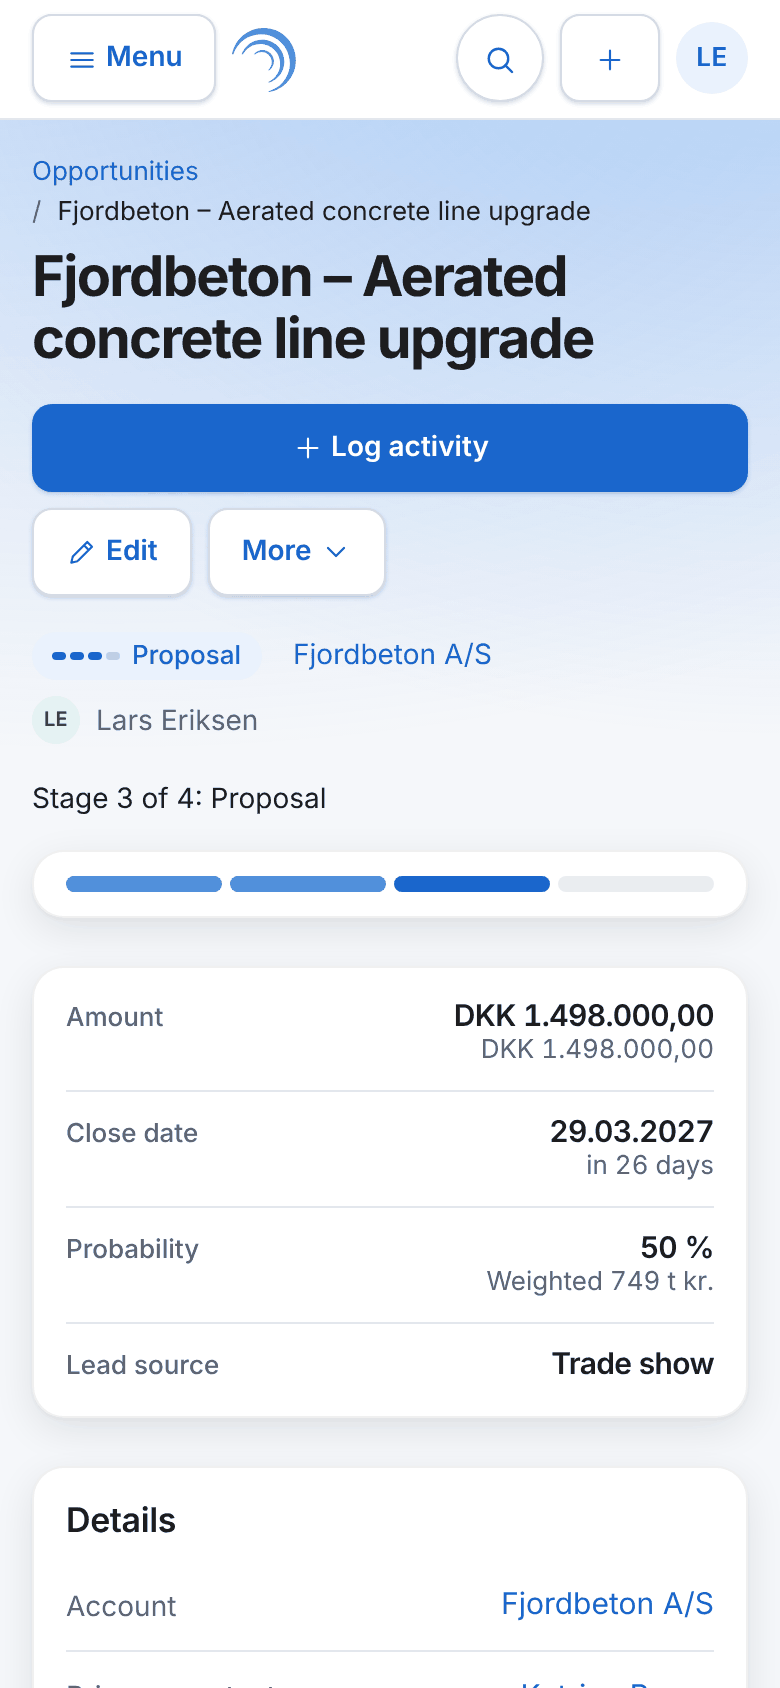 Menu
LE
Opportunities
/ Fjordbeton – Aerated concrete line upgrade
Fjordbeton – Aerated
concrete line upgrade
Log activity
Edit
More
Proposal
Fjordbeton A/S
LE Lars Eriksen
Stage 3 of 4: Proposal
Amount
DKK 1.498.000,00
DKK 1.498.000,00
Close date
29.03.2027
in 26 days
Probability
50 %
Weighted 749 t kr.
Lead source
Trade show
Details
Account
Fjordbeton A/S